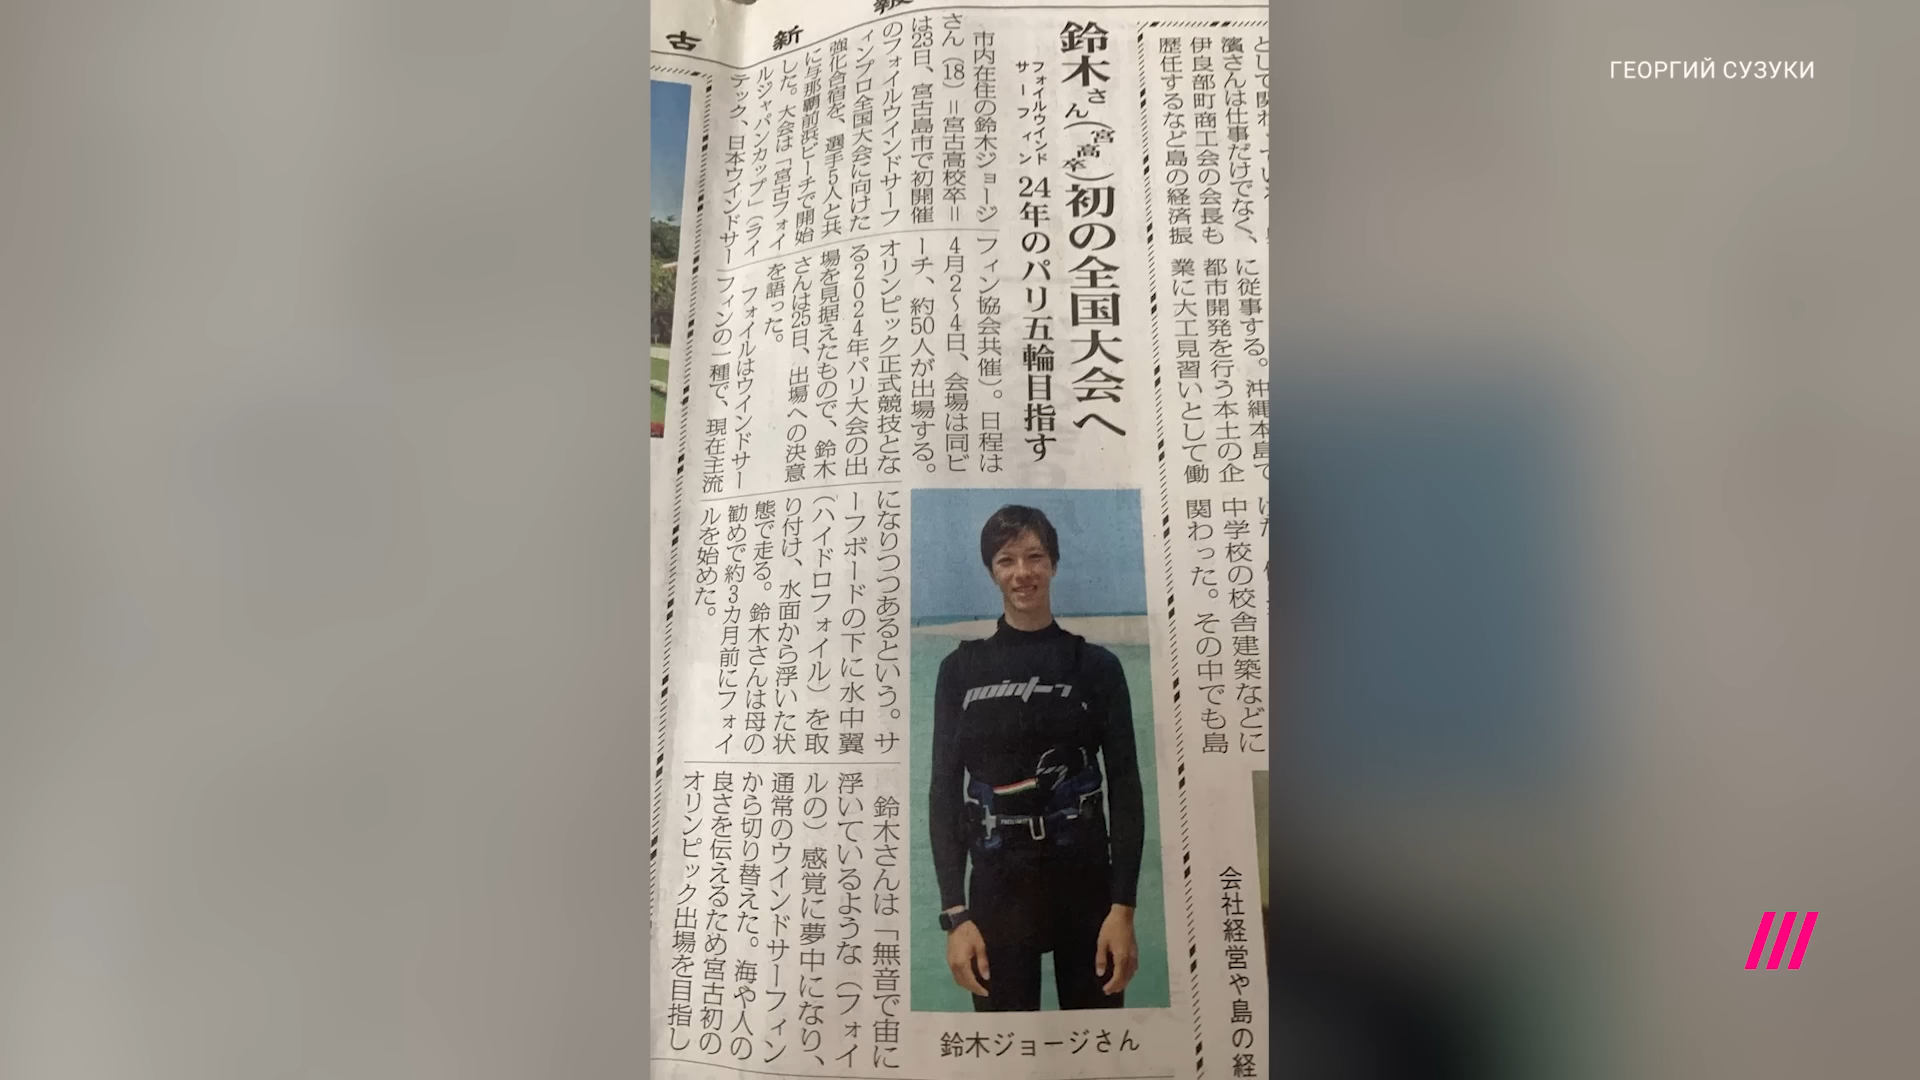 ГЕОРГИЙ СУЗУКИ
古 新 報
鈴木さん(宮高卒)初の全国大会へ
フォイルウインド
サーフィン
24年のパリ五輪目指す
市内在住の鈴木ジョージ
さん(18)=宮古高校卒=
は23日、宮古島市で初開催
のフォイルウインドサーフ
ィンプロ全国大会に向けた
強化合宿を、選手5人と共
に与那覇前浜ビーチで開始
した。大会は「宮古フォイ
ルジャパンカップ」(ライ
テック、日本ウインドサー
フィン協会共催)。日程は
4月2〜4日、会場は同ビ
ーチ、約50人が出場する。
オリンピック正式競技とな
る2024年パリ大会の出
場を見据えたもので、鈴木
さんは25日、出場への決意
を語った。
フォイルはウインドサー
フィンの一種で、現在主流
になりつつあるという。サ
ーフボードの下に水中翼
(ハイドロフォイル)を取
り付け、水面から浮いた状
態で走る。鈴木さんは母の
勧めで約3カ月前にフォイ
ルを始めた。
鈴木さんは「無音で宙に
浮いているような(フォイ
ルの)感覚に夢中になり、
通常のウインドサーフィン
から切り替えた。海や人の
良さを伝えるため宮古初の
オリンピック出場を目指し
point-7
鈴木ジョージさん
濱さんは仕事だけでなく、
伊良部町商工会の会長も
歴任するなど島の経済振
に従事する。沖縄本島で
都市開発を行う本土の企
業に大工見習いとして働
中学校の校舎建築などに
関わった。その中でも島
会社経営や島の経